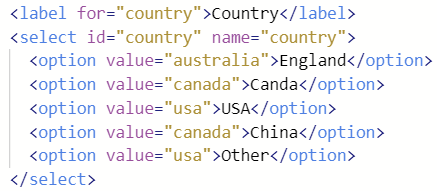 <label for="country">Country</label>
<select id="country" name="country">
<option value="australia">England</option>
<option value="canada">Canda</option>
<option value="usa">USA</option>
<option value="canada">China</option>
<option value="usa">Other</option>
</select>